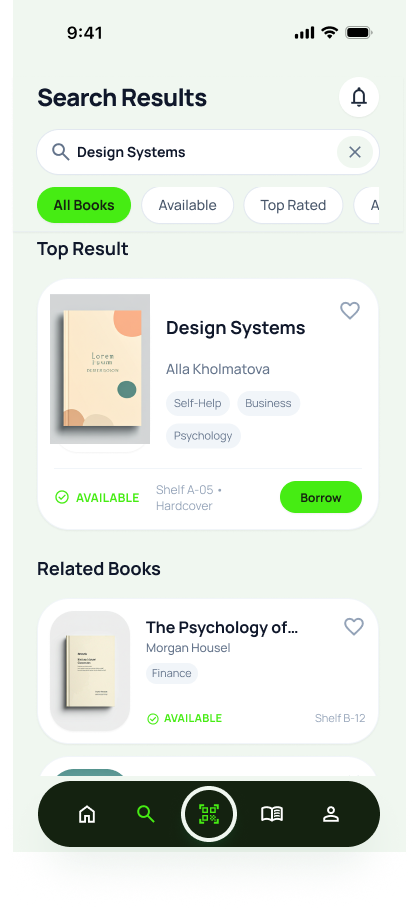 9:41
Search Results
Design Systems
All Books
Available
Top Rated
A
Top Result
Lorem
Ipsum
Design Systems
Alla Kholmatova
Self-Help
Business
Psychology
AVAILABLE
Shelf A-05 •
Hardcover
Borrow
Related Books
The Psychology of...
Morgan Housel
Finance
AVAILABLE
Shelf B-12